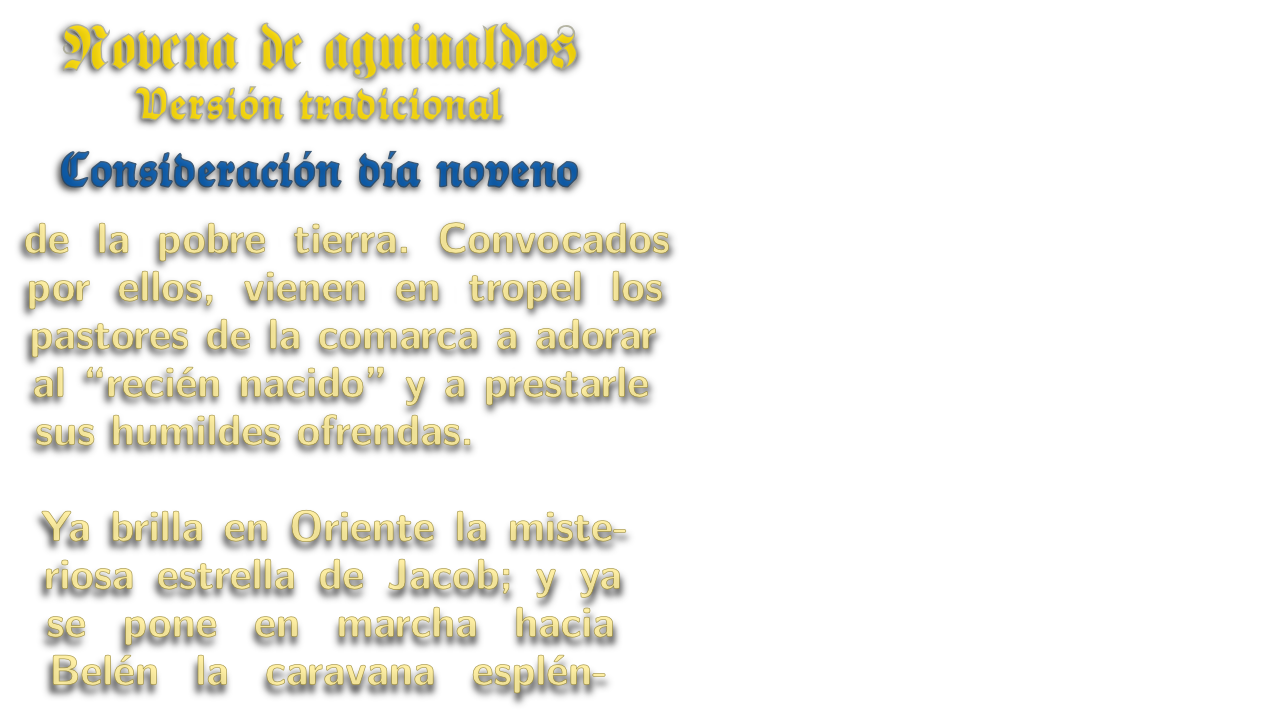 Novena de aguinaldos
Versión tradicional
Consideración día noveno
de la pobre tierra. Convocados
por ellos, vienen en tropel los
pastores de la comarca a adorar
al “recién nacido” y a prestarle
sus humildes ofrendas.
Ya brilla en Oriente la miste-
riosa estrella de Jacob; y ya
se pone en marcha hacia
Belén la caravana esplén-